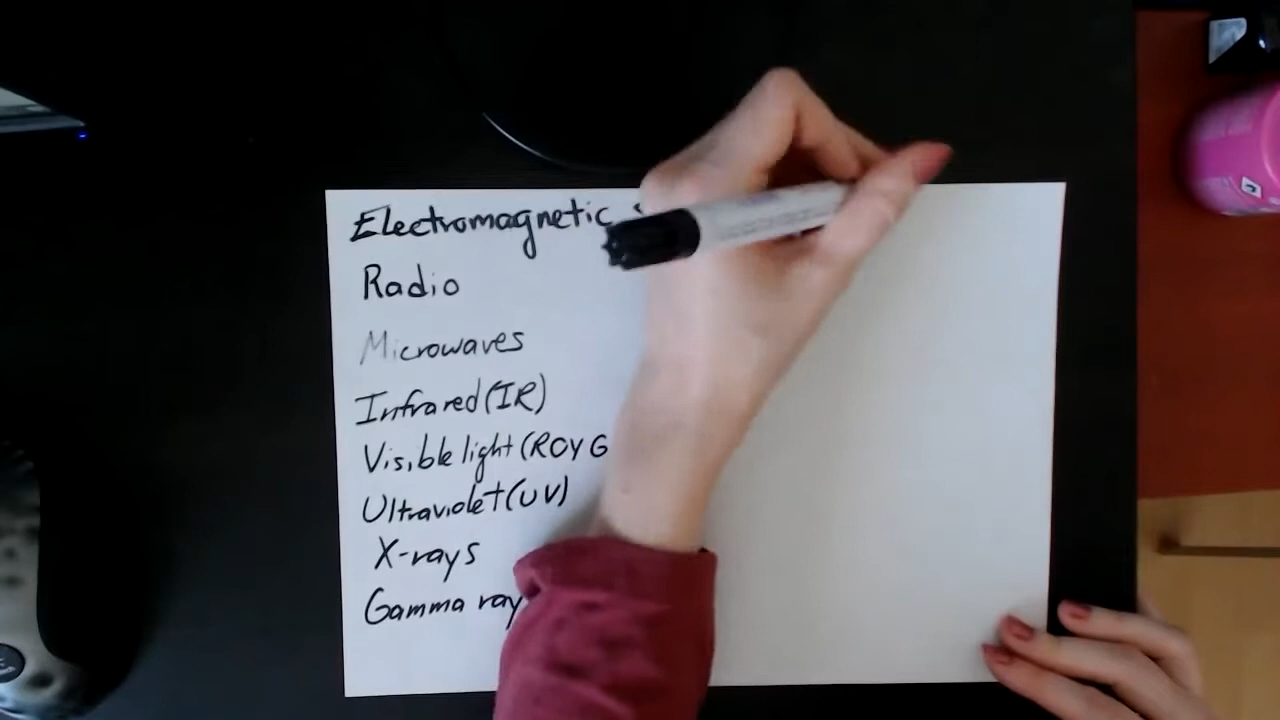 Electromagnetic
Radio
Microwaves
Infrared (IR)
Visible light (ROY G
Ultraviolet (UV)
X-rays
Gamma ray